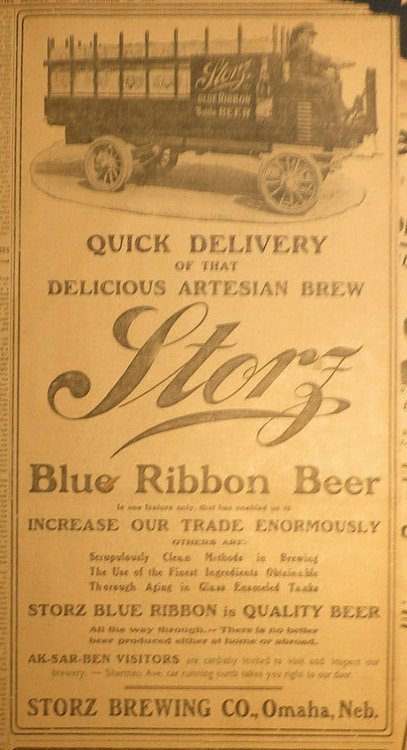 Storz
BLUE RIBBON
Bottle BEER
QUICK DELIVERY
OF THAT
DELICIOUS ARTESIAN BREW
Storz
Blue Ribbon Beer
Is one feature only, that has enabled us to
INCREASE OUR TRADE ENORMOUSLY
OTHERS ARE:
Scrupulously Clean Methods in Brewing
The Use of the Finest Ingredients Obtainable
Thorough Aging in Glass Enameled Tanks
STORZ BLUE RIBBON is QUALITY BEER
All the way through.—There is no better
beer produced either at home or abroad.
AK-SAR-BEN VISITORS are cordially invited to visit and inspect our
brewery. — Sherman Ave. car running north takes you right to our door.
STORZ BREWING CO., Omaha, Neb.